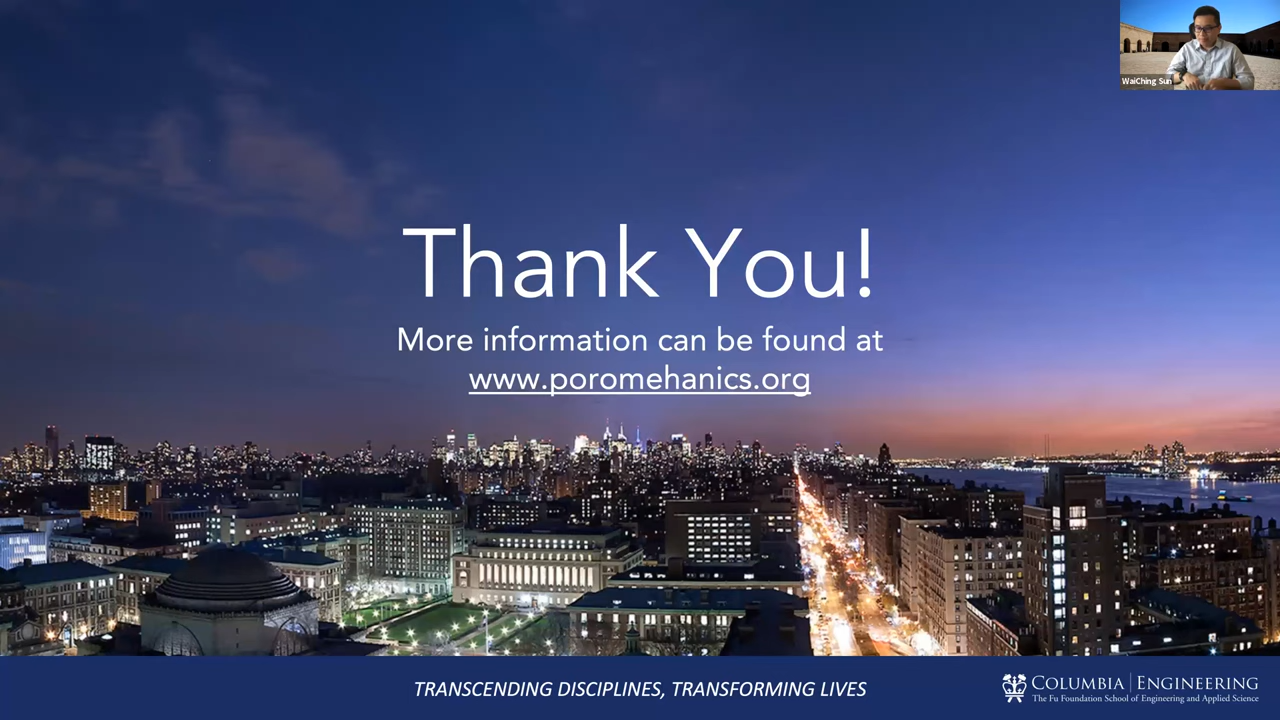 WaiChing Sun
Thank You!
More information can be found at
www.poromehanics.org
TRANSCENDING DISCIPLINES, TRANSFORMING LIVES
COLUMBIA | ENGINEERING
The Fu Foundation School of Engineering and Applied Science